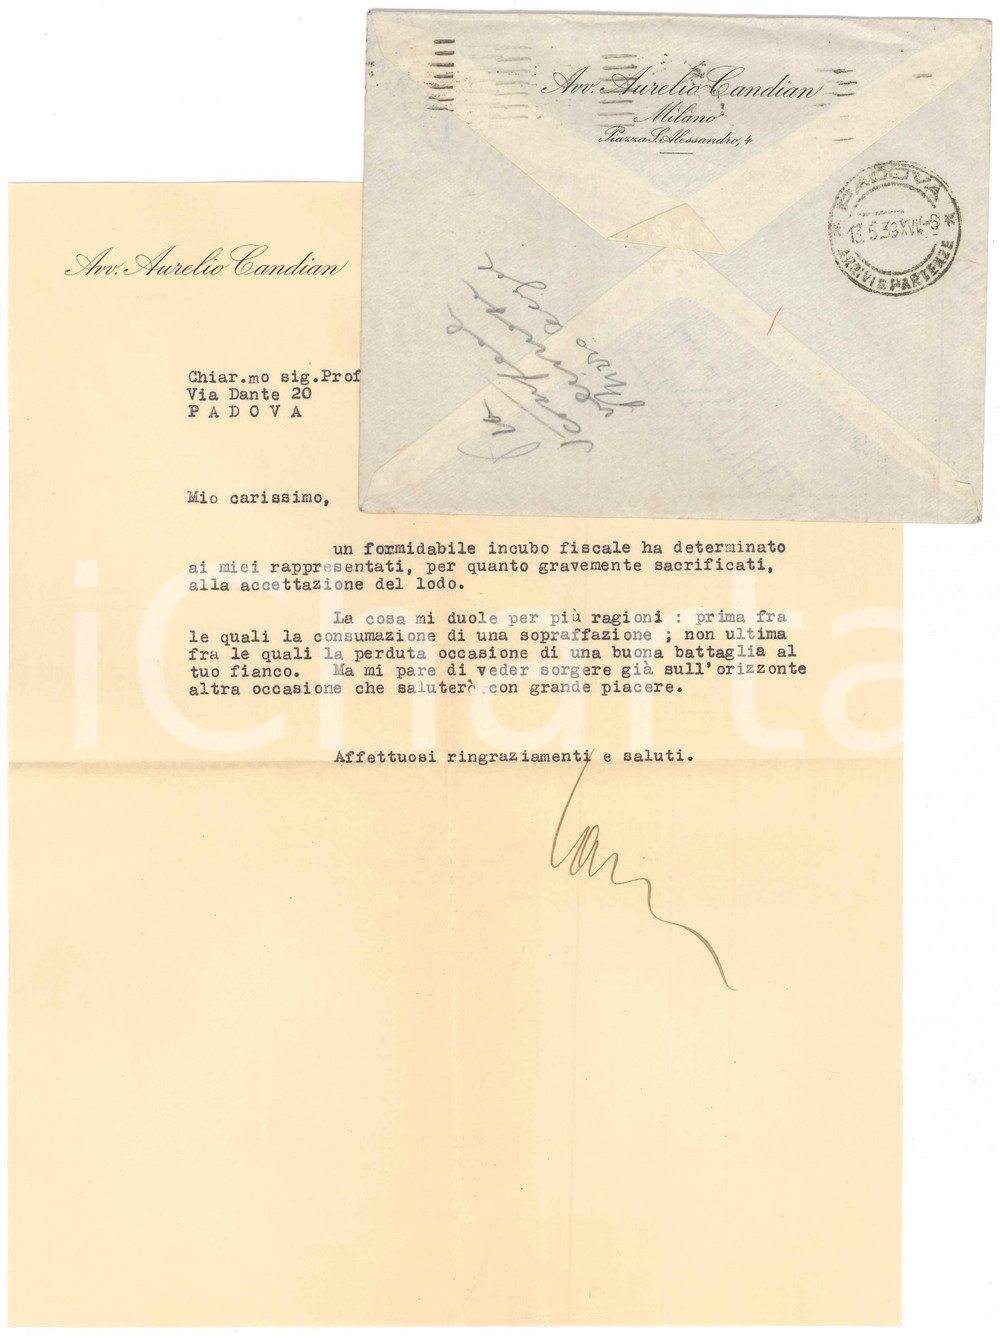 Avv. Aurelio Candian
Milano
Piazza S. Alessandro, 4
PADOVA
13.5.39 XVII-6
ARRIVI E PARTENZE
Avv. Aurelio Candian
Chiar.mo sig.Prof
Via Dante 20
PADOVA
Mio carissimo,
un formidabile incubo fiscale ha determinato
ai miei rappresentati, per quanto gravemente sacrificati,
alla accettazione del lodo.
La cosa mi duole per più ragioni : prima fra
le quali la consumazione di una sopraffazione ; non ultima
fra le quali la perduta occasione di una buona battaglia al
tuo fianco. Ma mi pare di veder sorgere già sull'orizzonte
altra occasione che saluterò con grande piacere.
Affettuosi ringraziamenti e saluti.
iCharta